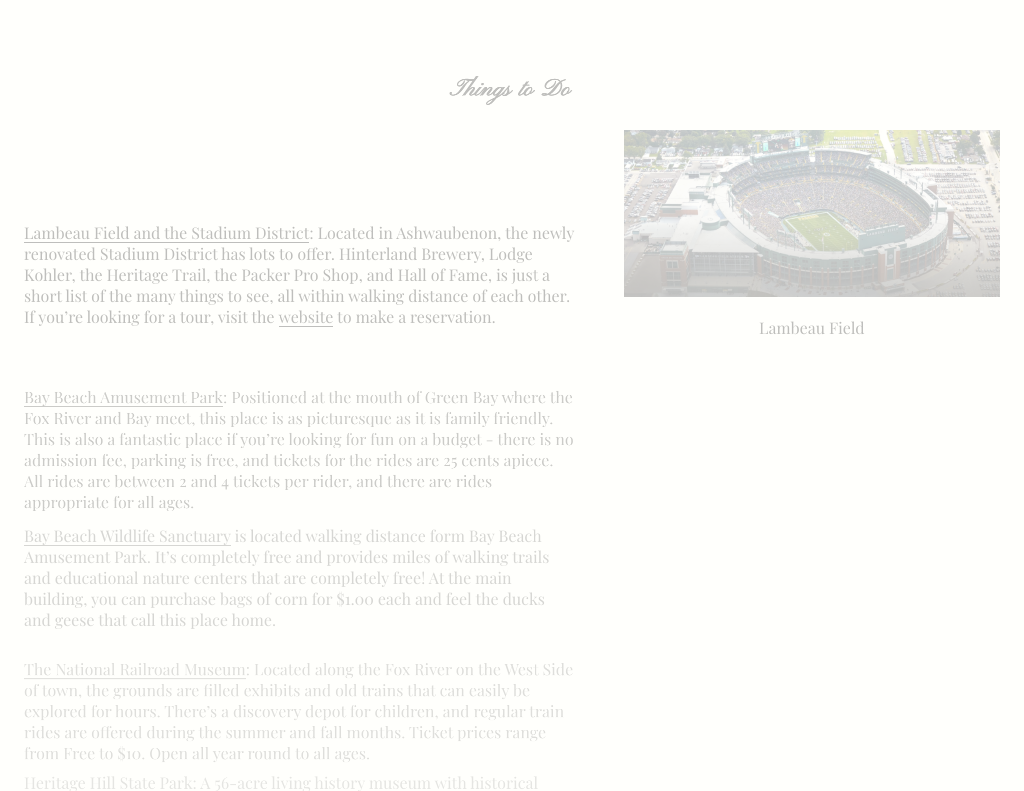 Things to Do
Lambeau Field and the Stadium District: Located in Ashwaubenon, the newly
renovated Stadium District has lots to offer. Hinterland Brewery, Lodge
Kohler, the Heritage Trail, the Packer Pro Shop, and Hall of Fame, is just a
short list of the many things to see, all within walking distance of each other.
If you’re looking for a tour, visit the website to make a reservation.
Lambeau Field
Bay Beach Amusement Park: Positioned at the mouth of Green Bay where the
Fox River and Bay meet, this place is as picturesque as it is family friendly.
This is also a fantastic place if you’re looking for fun on a budget - there is no
admission fee, parking is free, and tickets for the rides are 25 cents apiece.
All rides are between 2 and 4 tickets per rider, and there are rides
appropriate for all ages.
Bay Beach Wildlife Sanctuary is located walking distance form Bay Beach
Amusement Park. It’s completely free and provides miles of walking trails
and educational nature centers that are completely free! At the main
building, you can purchase bags of corn for $1.00 each and feel the ducks
and geese that call this place home.
The National Railroad Museum: Located along the Fox River on the West Side
of town, the grounds are filled exhibits and old trains that can easily be
explored for hours. There’s a discovery depot for children, and regular train
rides are offered during the summer and fall months. Ticket prices range
from Free to $10. Open all year round to all ages.
Heritage Hill State Park: A 56-acre living history museum with historical